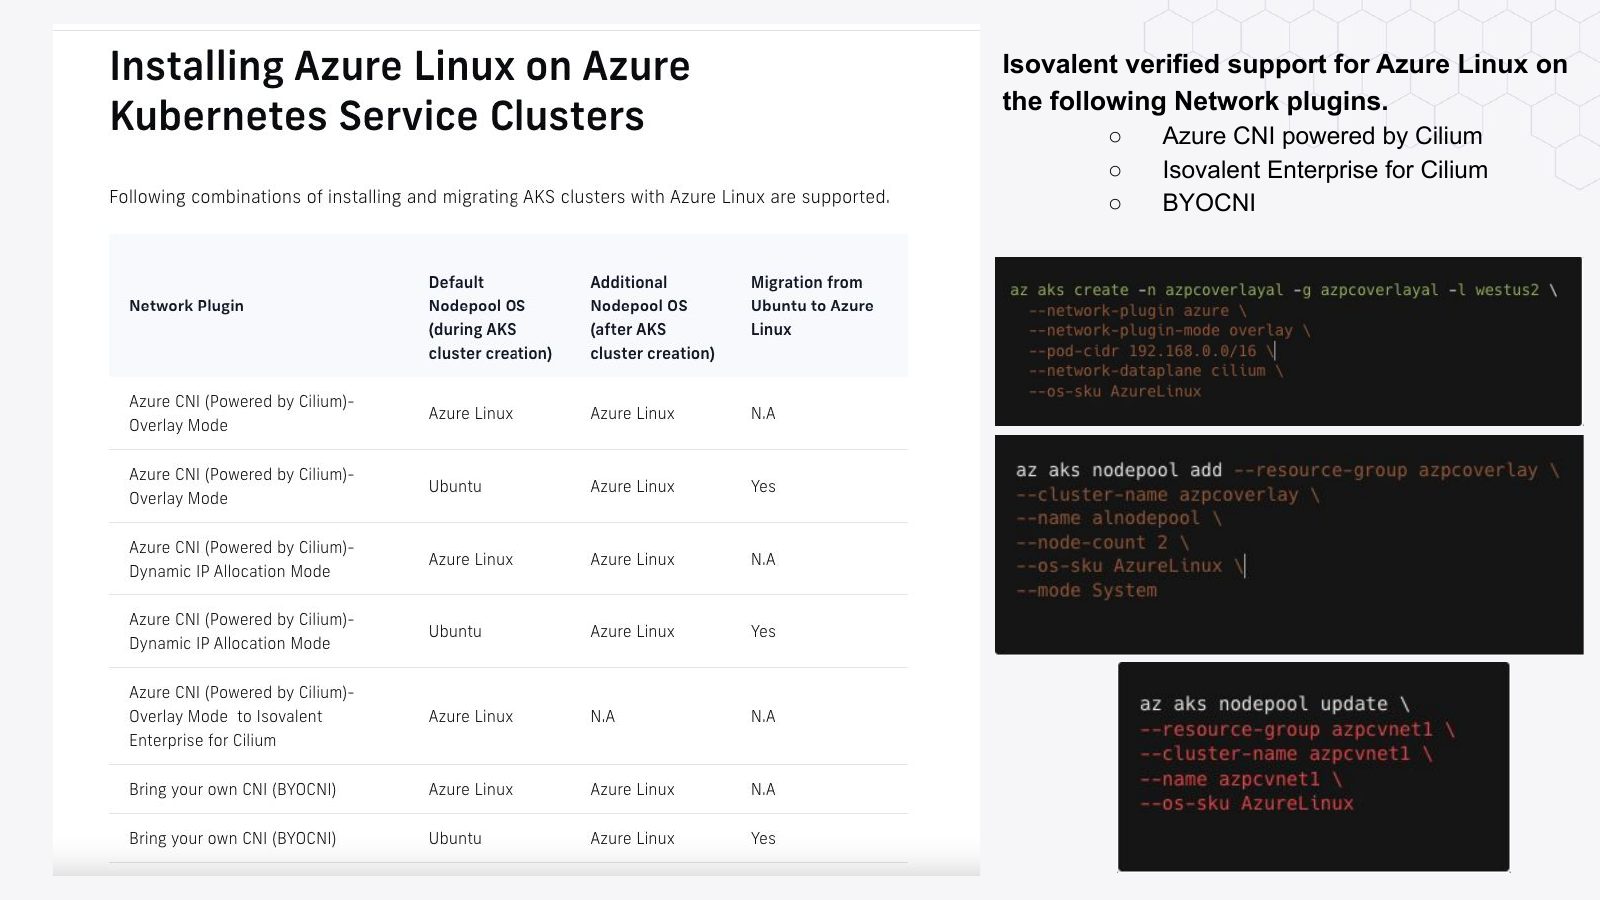 Installing Azure Linux on Azure
Kubernetes Service Clusters
Following combinations of installing and migrating AKS clusters with Azure Linux are supported.
Network Plugin
Default
Nodepool OS
(during AKS
cluster creation)
Additional
Nodepool OS
(after AKS
cluster creation)
Migration from
Ubuntu to Azure
Linux
Azure CNI (Powered by Cilium)-
Overlay Mode
Azure Linux
Azure Linux
N.A
Azure CNI (Powered by Cilium)-
Overlay Mode
Ubuntu
Azure Linux
Yes
Azure CNI (Powered by Cilium)-
Dynamic IP Allocation Mode
Azure Linux
Azure Linux
N.A
Azure CNI (Powered by Cilium)-
Dynamic IP Allocation Mode
Ubuntu
Azure Linux
Yes
Azure CNI (Powered by Cilium)-
Overlay Mode to Isovalent
Enterprise for Cilium
Azure Linux
N.A
N.A
Bring your own CNI (BYOCNI)
Azure Linux
Azure Linux
N.A
Bring your own CNI (BYOCNI)
Ubuntu
Azure Linux
Yes
Isovalent verified support for Azure Linux on
the following Network plugins.
○ Azure CNI powered by Cilium
○ Isovalent Enterprise for Cilium
○ BYOCNI
az aks create -n azpcoverlayal -g azpcoverlayal -l westus2 \
--network-plugin azure \
--network-plugin-mode overlay \
--pod-cidr 192.168.0.0/16 \
--network-dataplane cilium \
--os-sku AzureLinux
az aks nodepool add --resource-group azpcoverlay \
--cluster-name azpcoverlay \
--name alnodepool \
--node-count 2 \
--os-sku AzureLinux \
--mode System
az aks nodepool update \
--resource-group azpcvnet1 \
--cluster-name azpcvnet1 \
--name azpcvnet1 \
--os-sku AzureLinux